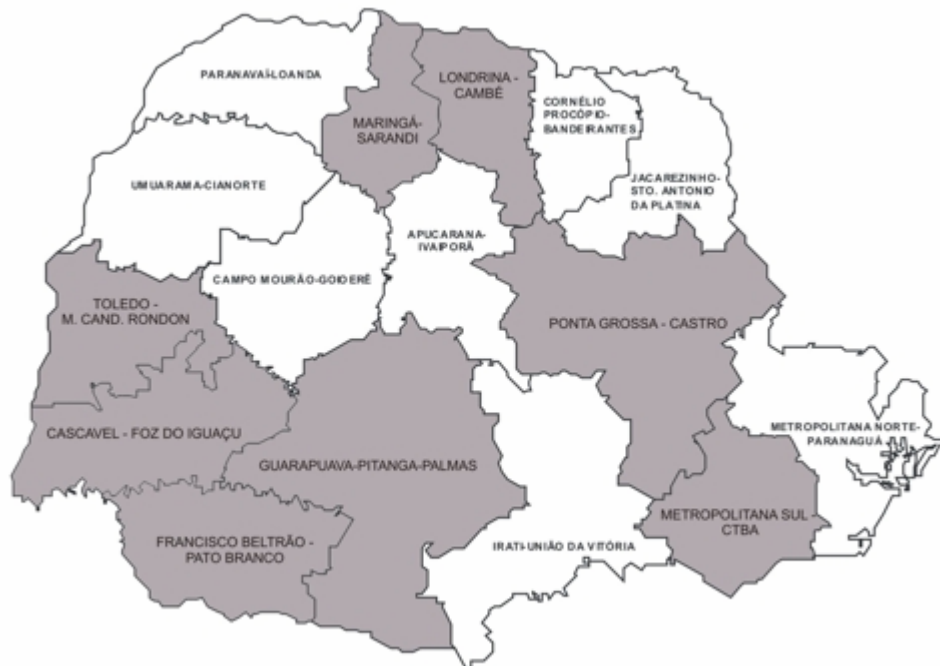 PARANAVAÍ-LOANDA
LONDRINA -
CAMBÉ
CORNÉLIO
PROCÓPIO-
BANDEIRANTES
MARINGÁ-
SARANDI
UMUARAMA-CIANORTE
JACAREZINHO-
STO. ANTONIO
DA PLATINA
APUCARANA-
IVAIPORÃ
CAMPO MOURÃO-GOIOERÊ
TOLEDO -
M. CAND. RONDON
PONTA GROSSA - CASTRO
CASCAVEL - FOZ DO IGUAÇU
METROPOLITANA NORTE-
PARANAGUÁ
GUARAPUAVA-PITANGA-PALMAS
METROPOLITANA SUL
CTBA
FRANCISCO BELTRÃO -
PATO BRANCO
IRATI-UNIÃO DA VITÓRIA